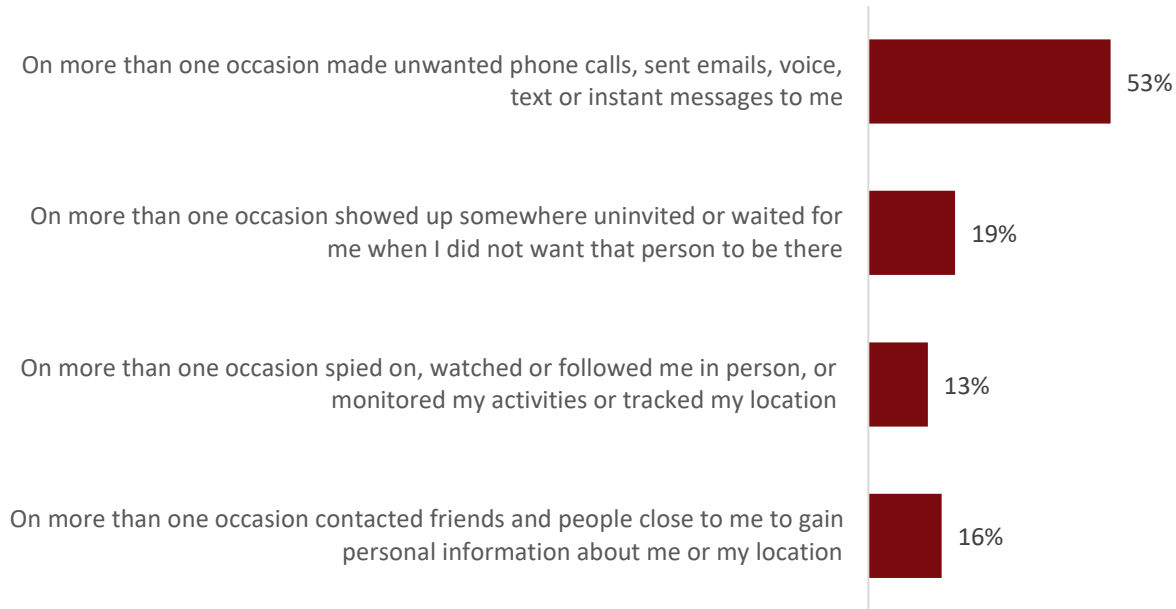 On more than one occasion made unwanted phone calls, sent emails, voice,
text or instant messages to me
53%
On more than one occasion showed up somewhere uninvited or waited for
me when I did not want that person to be there
19%
On more than one occasion spied on, watched or followed me in person, or
monitored my activities or tracked my location
13%
On more than one occasion contacted friends and people close to me to gain
personal information about me or my location
16%